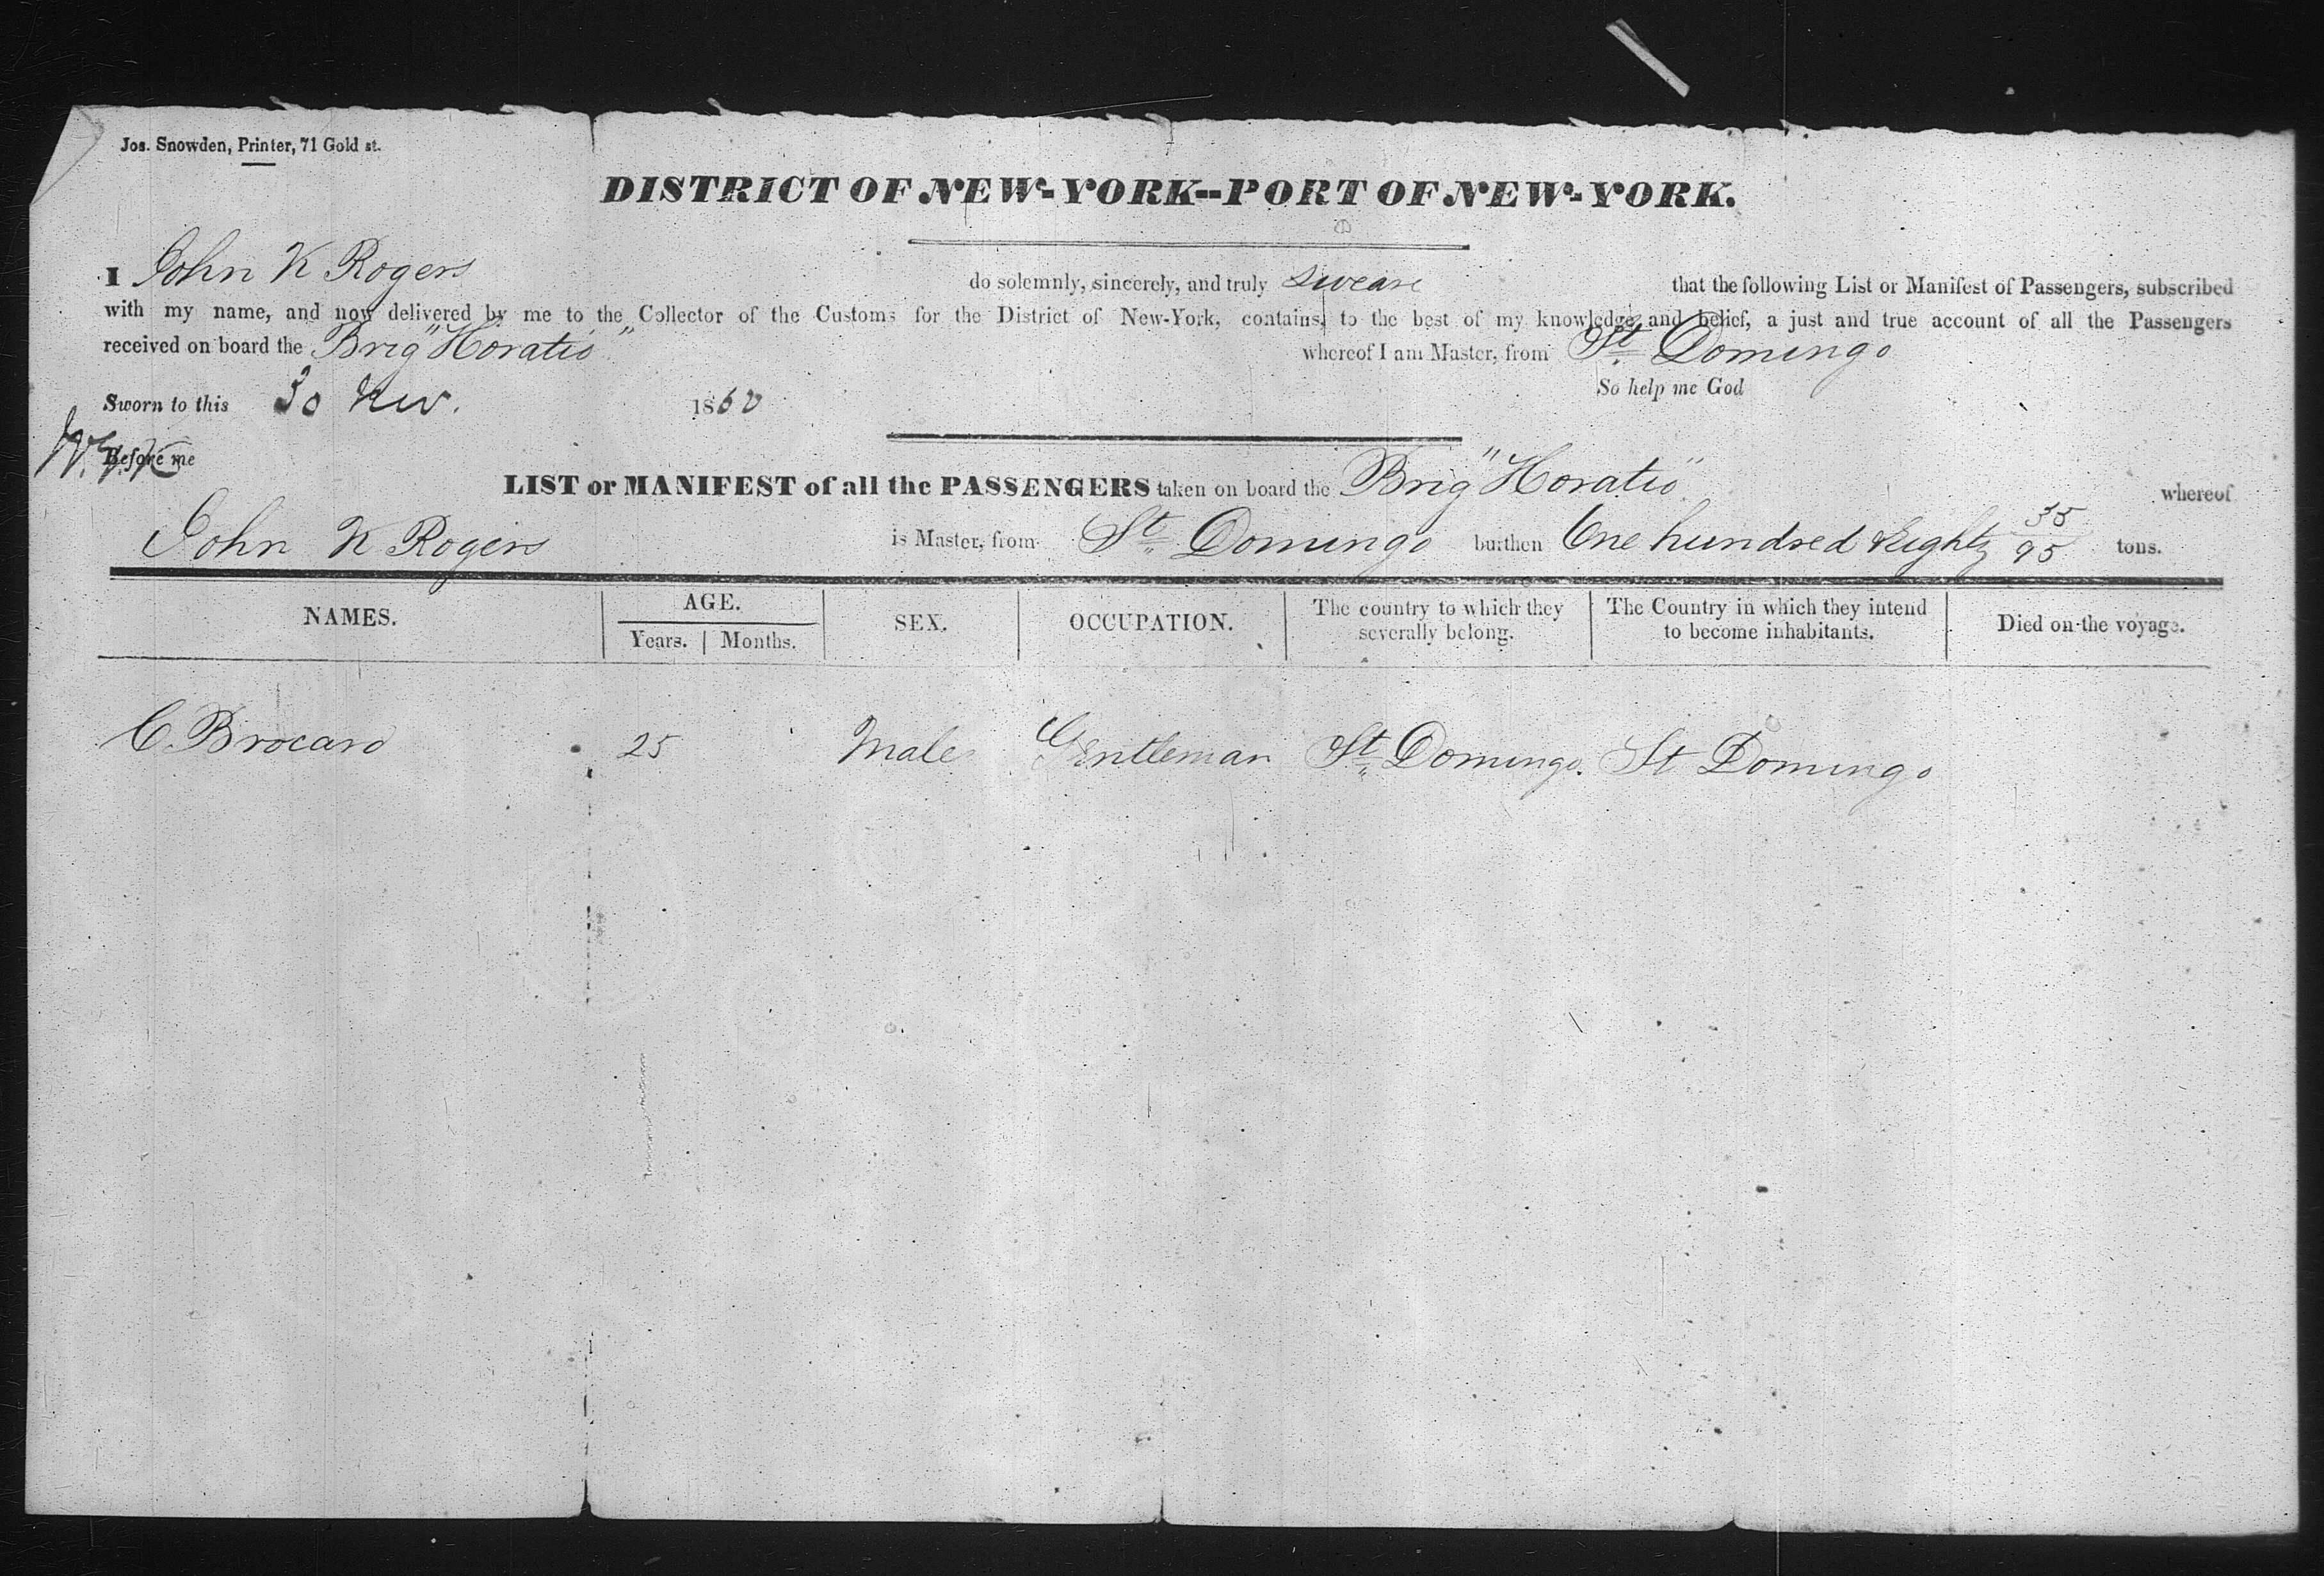 Jos. Snowden, Printer, 71 Gold st.
DISTRICT OF NEW-YORK--PORT OF NEW-YORK.
I John K Rogers do solemnly, sincerely, and truly Sweare that the following List or Manifest of Passengers, subscribed
with my name, and now delivered by me to the Collector of the Customs for the District of New-York, contains, to the best of my knowledge and belief, a just and true account of all the Passengers
received on board the Brig "Horatio" whereof I am Master, from St Domingo
So help me God
Sworn to this 30 Nov. 1860
Before me
LIST or MANIFEST of all the PASSENGERS taken on board the Brig "Horatio" whereof
John K Rogers is Master, from St Domingo burthen One hundred Eighty 35/95 tons.
NAMES. AGE. SEX. OCCUPATION. The country to which they severally belong. The Country in which they intend to become inhabitants. Died on the voyage.
Years. Months.
C. Brocard 25 Male Gentleman St Domingo. St Domingo